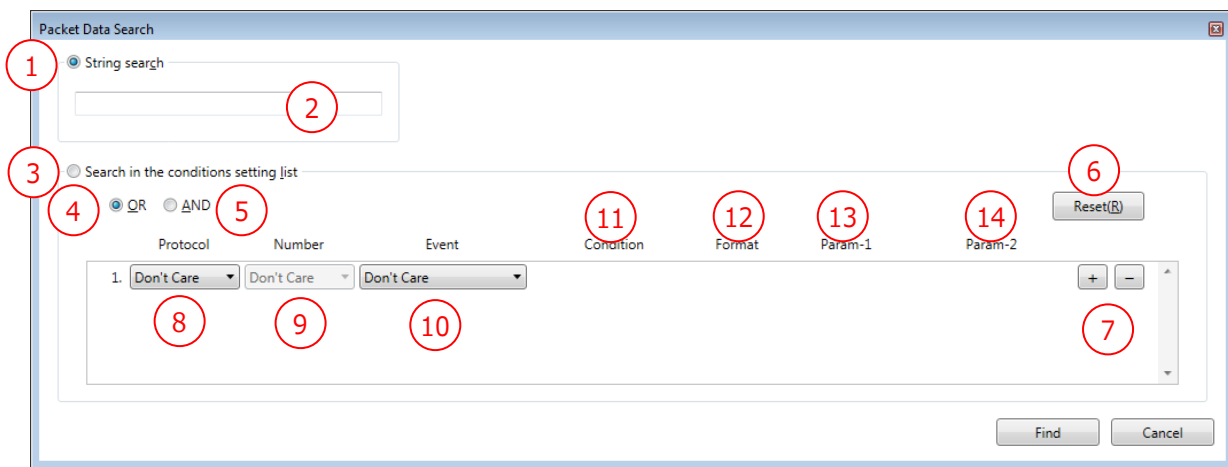 Packet Data Search
1 String search
2
3 Search in the conditions setting list
4 OR AND 5
6
Reset(R)
11 12 13 14
Protocol Number Event Condition Format Param-1 Param-2
1. Don't Care Don't Care Don't Care + −
8 9 10 7
Find Cancel